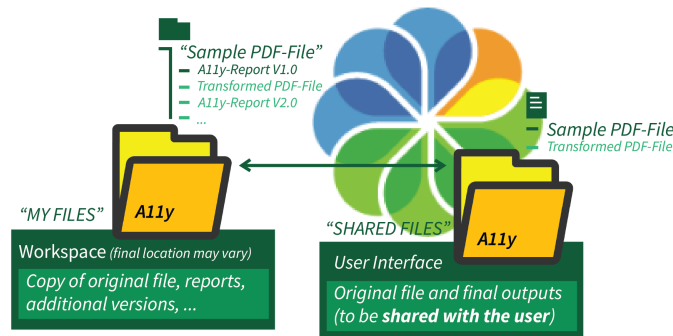 “Sample PDF-File”
A11y-Report V1.0
Transformed PDF-File
A11y-Report V2.0
...
A11y
“MY FILES”
Workspace (final location may vary)
Copy of original file, reports,
additional versions, ...
Sample PDF-File
Transformed PDF-File
A11y
“SHARED FILES”
User Interface
Original file and final outputs
(to be shared with the user)